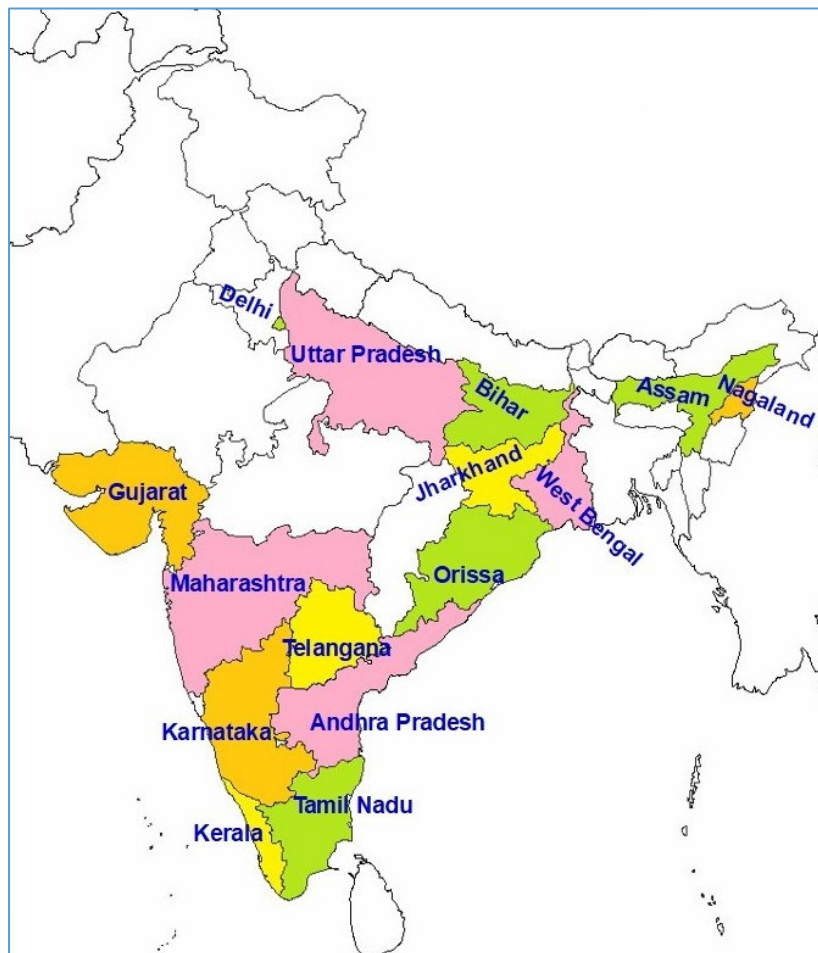 Delhi
Uttar Pradesh
Bihar
Assam
Nagaland
Jharkhand
Gujarat
West Bengal
Orissa
Maharashtra
Telangana
Andhra Pradesh
Karnataka
Tamil Nadu
Kerala